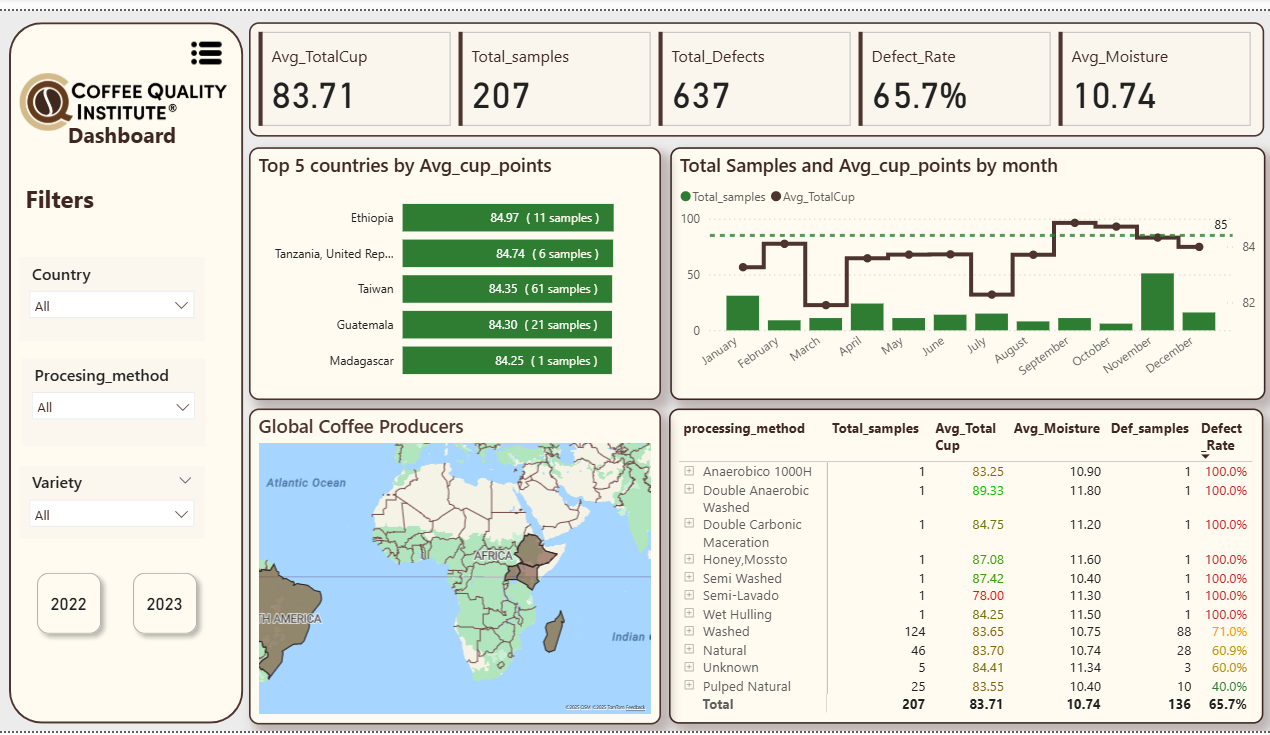 COFFEE QUALITY
INSTITUTE®
Dashboard
Filters
Country
All
Procesing_method
All
Variety
All
2022 2023
Avg_TotalCup
83.71
Total_samples
207
Total_Defects
637
Defect_Rate
65.7%
Avg_Moisture
10.74
Top 5 countries by Avg_cup_points
Ethiopia 84.97 ( 11 samples )
Tanzania, United Rep... 84.74 ( 6 samples )
Taiwan 84.35 ( 61 samples )
Guatemala 84.30 ( 21 samples )
Madagascar 84.25 ( 1 samples )
Total Samples and Avg_cup_points by month
Total_samples Avg_TotalCup
100
50
0
85
84
82
January February March April May June July August September October November December
Global Coffee Producers
Atlantic Ocean
AFRICA
TH AMERICA
Indian
©2025 OSM ©2025 TomTom Feedback
processing_method Total_samples Avg_Total Avg_Moisture Def_samples Defect
Cup _Rate
Anaerobico 1000H 1 83.25 10.90 1 100.0%
Double Anaerobic 1 89.33 11.80 1 100.0%
Washed
Double Carbonic 1 84.75 11.20 1 100.0%
Maceration
Honey,Mossto 1 87.08 11.60 1 100.0%
Semi Washed 1 87.42 10.40 1 100.0%
Semi-Lavado 1 78.00 11.30 1 100.0%
Wet Hulling 1 84.25 11.50 1 100.0%
Washed 124 83.65 10.75 88 71.0%
Natural 46 83.70 10.74 28 60.9%
Unknown 5 84.41 11.34 3 60.0%
Pulped Natural 25 83.55 10.40 10 40.0%
Total 207 83.71 10.74 136 65.7%